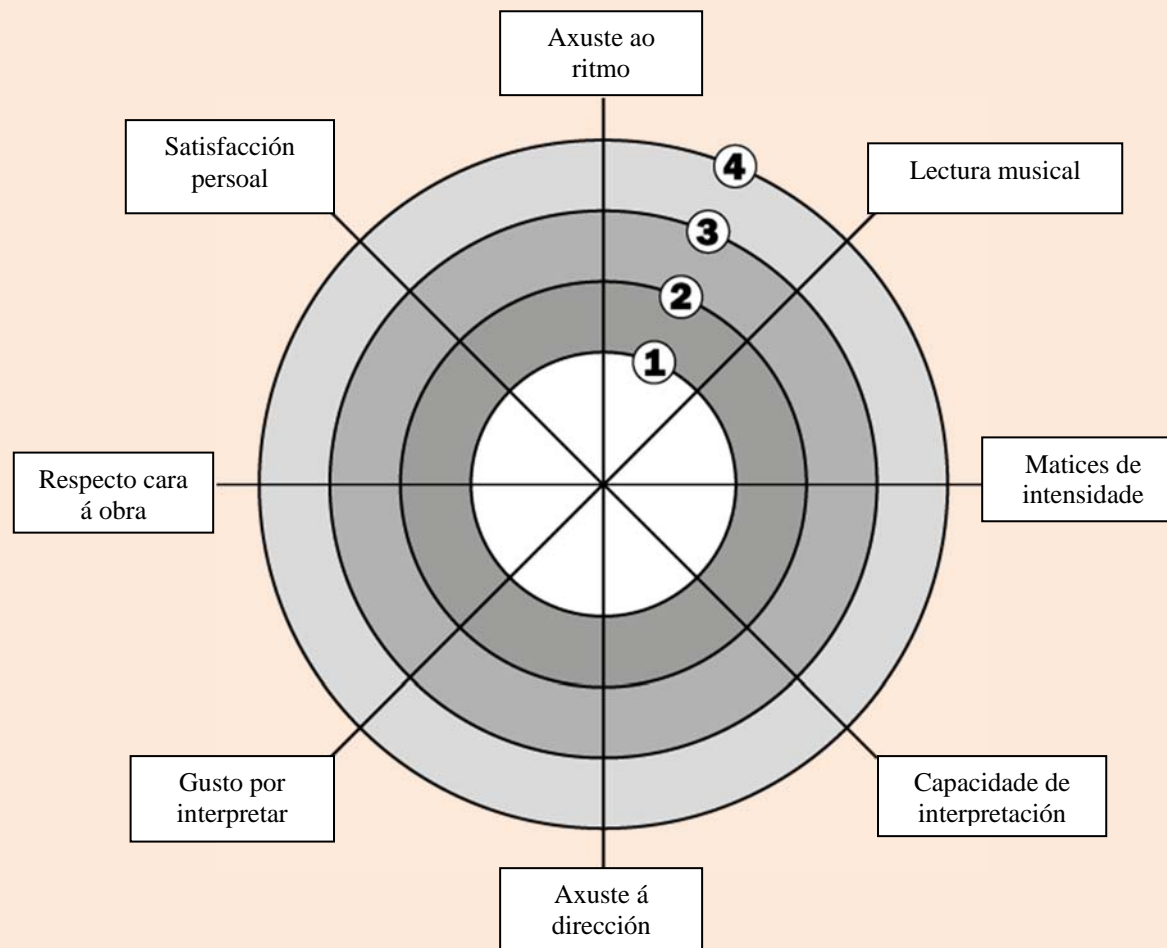 Axuste ao
ritmo
Satisfacción
persoal
Lectura musical
4
3
2
1
Respecto cara
á obra
Matices de
intensidade
Gusto por
interpretar
Capacidade de
interpretación
Axuste á
dirección